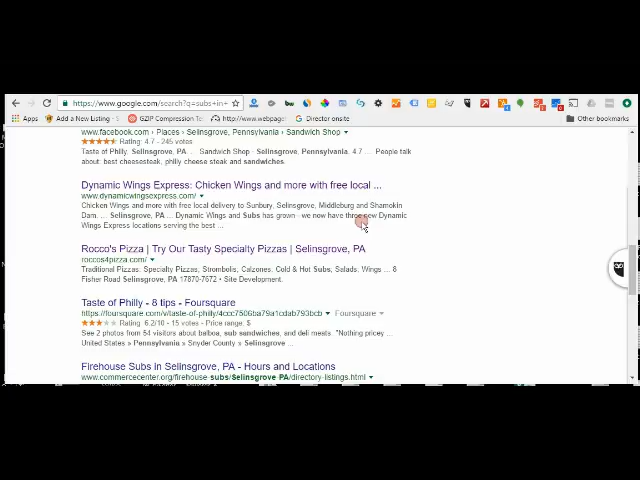 https://www.google.com/search?q=subs+in+
Apps Add a New Listing GZIP Compression Te http://www.webpage Director onsite Other bookmarks
www.facebook.com › Places › Selinsgrove, Pennsylvania › Sandwich Shop
Rating: 4.7 - 245 votes
Taste of Philly, Selinsgrove, PA. Sandwich Shop · Selinsgrove, Pennsylvania. 4.7 ... People talk
about: best cheesesteak, philly cheese steak and sandwiches.
Dynamic Wings Express: Chicken Wings and more with free local ...
www.dynamicwingsexpress.com/
Chicken Wings and more with free local delivery to Sunbury, Selinsgrove, Middleburg and Shamokin
Dam. ... Selinsgrove, PA ... Dynamic Wings and Subs has grown - we now have three new Dynamic
Wings Express locations serving the best ...
Rocco's Pizza | Try Our Tasty Specialty Pizzas | Selinsgrove, PA
roccos4pizza.com/
Traditional Pizzas: Specialty Pizzas, Strombolis, Calzones, Cold & Hot Subs; Salads: Wings ... 8
Fisher Road Selinsgrove, PA 17870-7672 • Site Development.
Taste of Philly - 8 tips - Foursquare
https://foursquare.com/v/taste-of-philly/4ccc7506ba79a1cdab793bcb Foursquare
Rating: 6.2/10 - 15 votes - Price range: $
See 2 photos from 54 visitors about balboa, sub sandwiches, and deli meats. "Nothing pricey ...
United States » Pennsylvania » Snyder County » Selinsgrove ...
Firehouse Subs in Selinsgrove, PA - Hours and Locations
www.commercecenter.org/firehouse-subs/Selinsgrove-PA/directory-listings.html